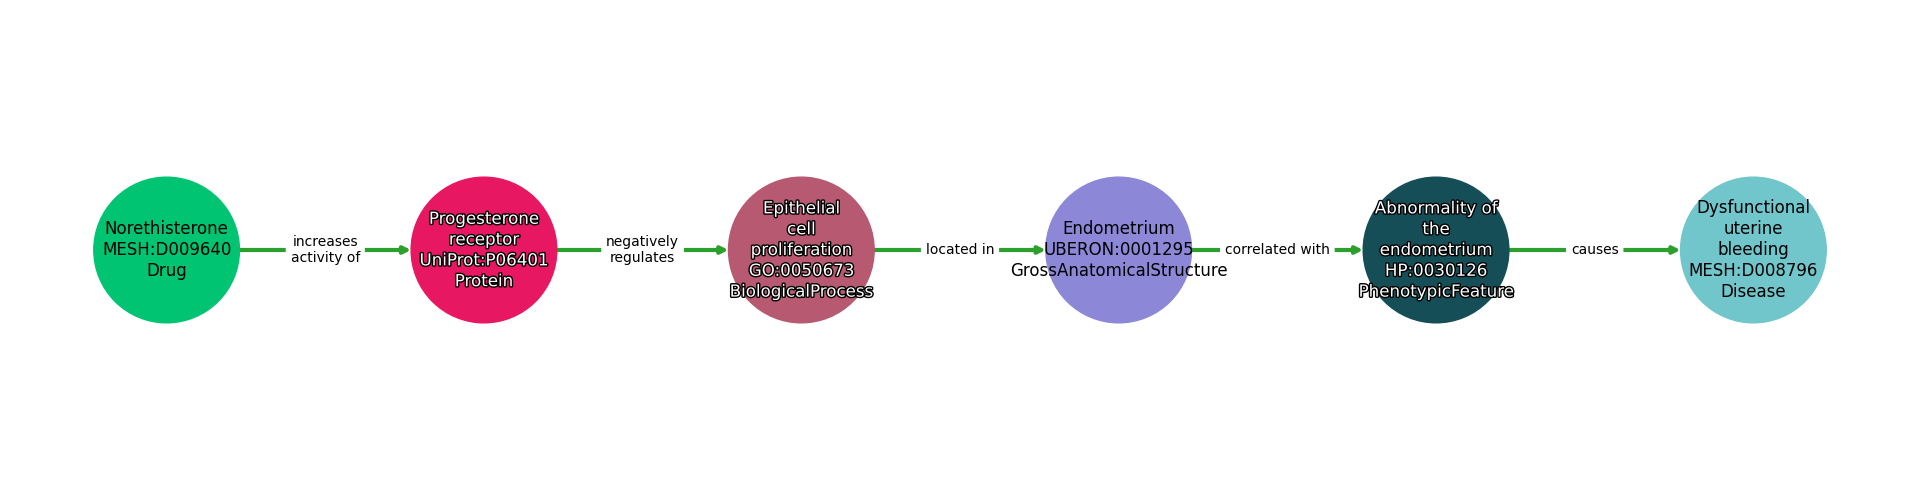 Norethisterone
MESH:D009640
Drug
increases
activity of
Progesterone
receptor
UniProt:P06401
Protein
negatively
regulates
Epithelial
cell
proliferation
GO:0050673
BiologicalProcess
located in
Endometrium
UBERON:0001295
GrossAnatomicalStructure
correlated with
Abnormality of
the
endometrium
HP:0030126
PhenotypicFeature
causes
Dysfunctional
uterine
bleeding
MESH:D008796
Disease